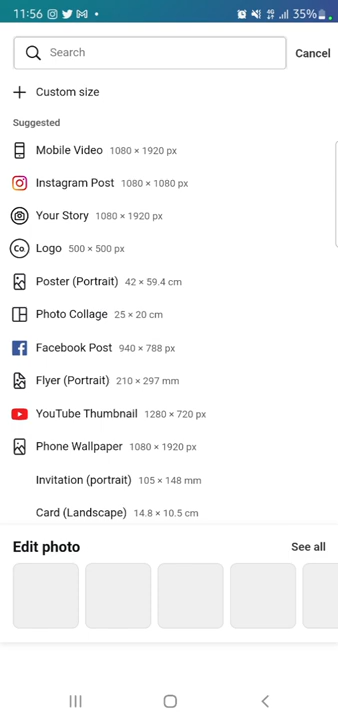 11:56 35%
Search Cancel
Custom size
Suggested
Mobile Video 1080 × 1920 px
Instagram Post 1080 × 1080 px
Your Story 1080 × 1920 px
Co. Logo 500 × 500 px
Poster (Portrait) 42 × 59.4 cm
Photo Collage 25 × 20 cm
Facebook Post 940 × 788 px
Flyer (Portrait) 210 × 297 mm
YouTube Thumbnail 1280 × 720 px
Phone Wallpaper 1080 × 1920 px
Invitation (portrait) 105 × 148 mm
Card (Landscape) 14.8 × 10.5 cm
Edit photo See all